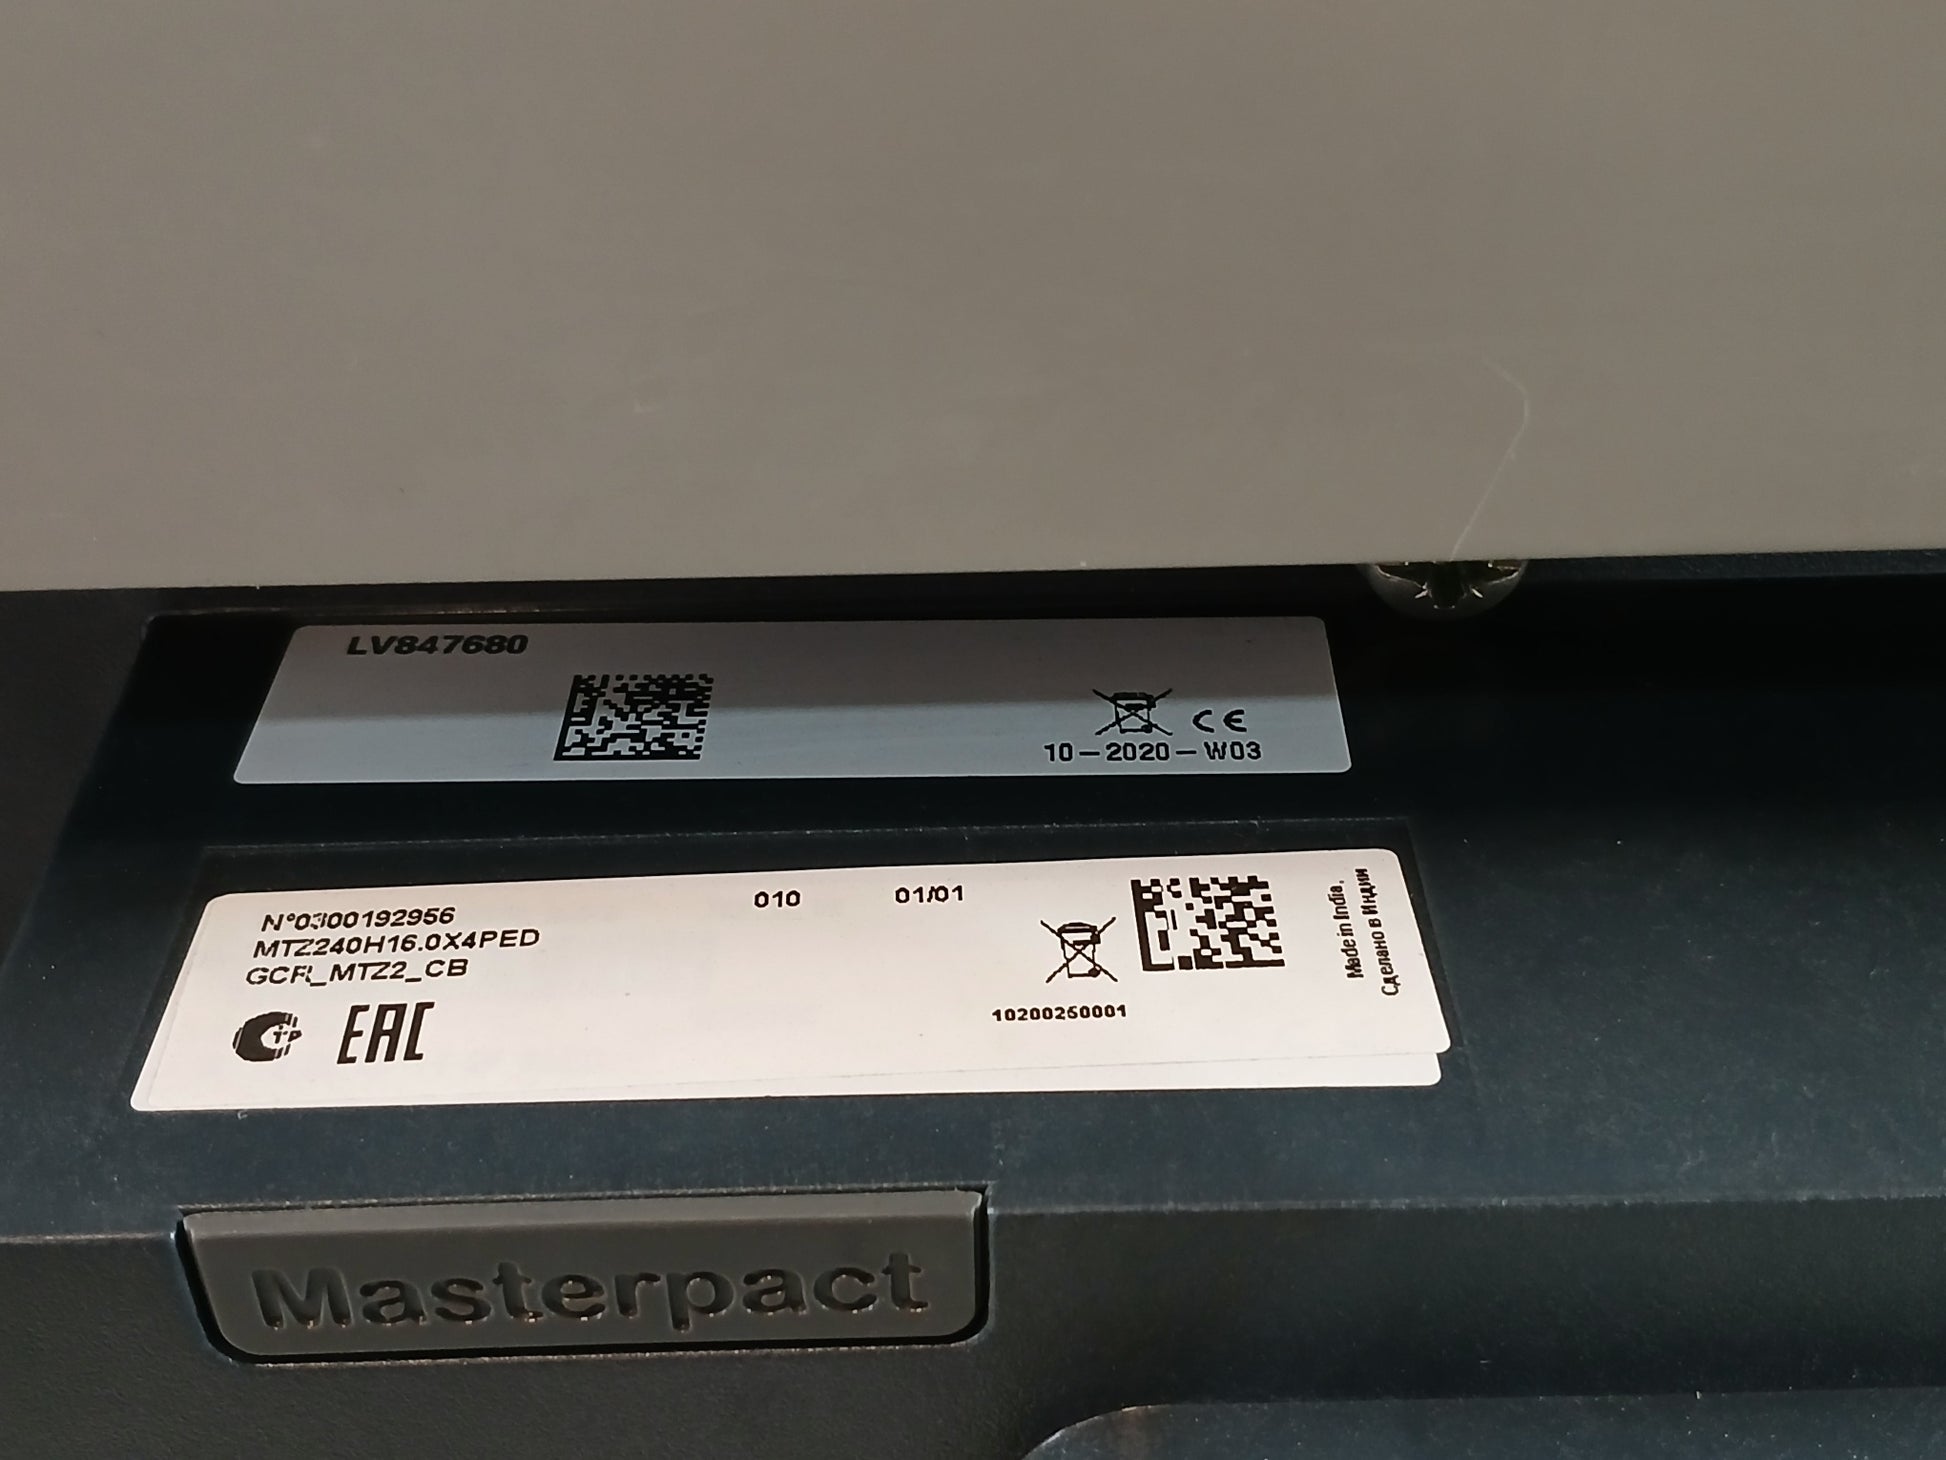 LV847680
CE
10-2020-W03
N°0300192956
010
01/01
MTZ240H16.0X4PED
GCR_MTZ2_CB
EAC
10200250001
Made in India,
Сделано в Индии
Masterpact